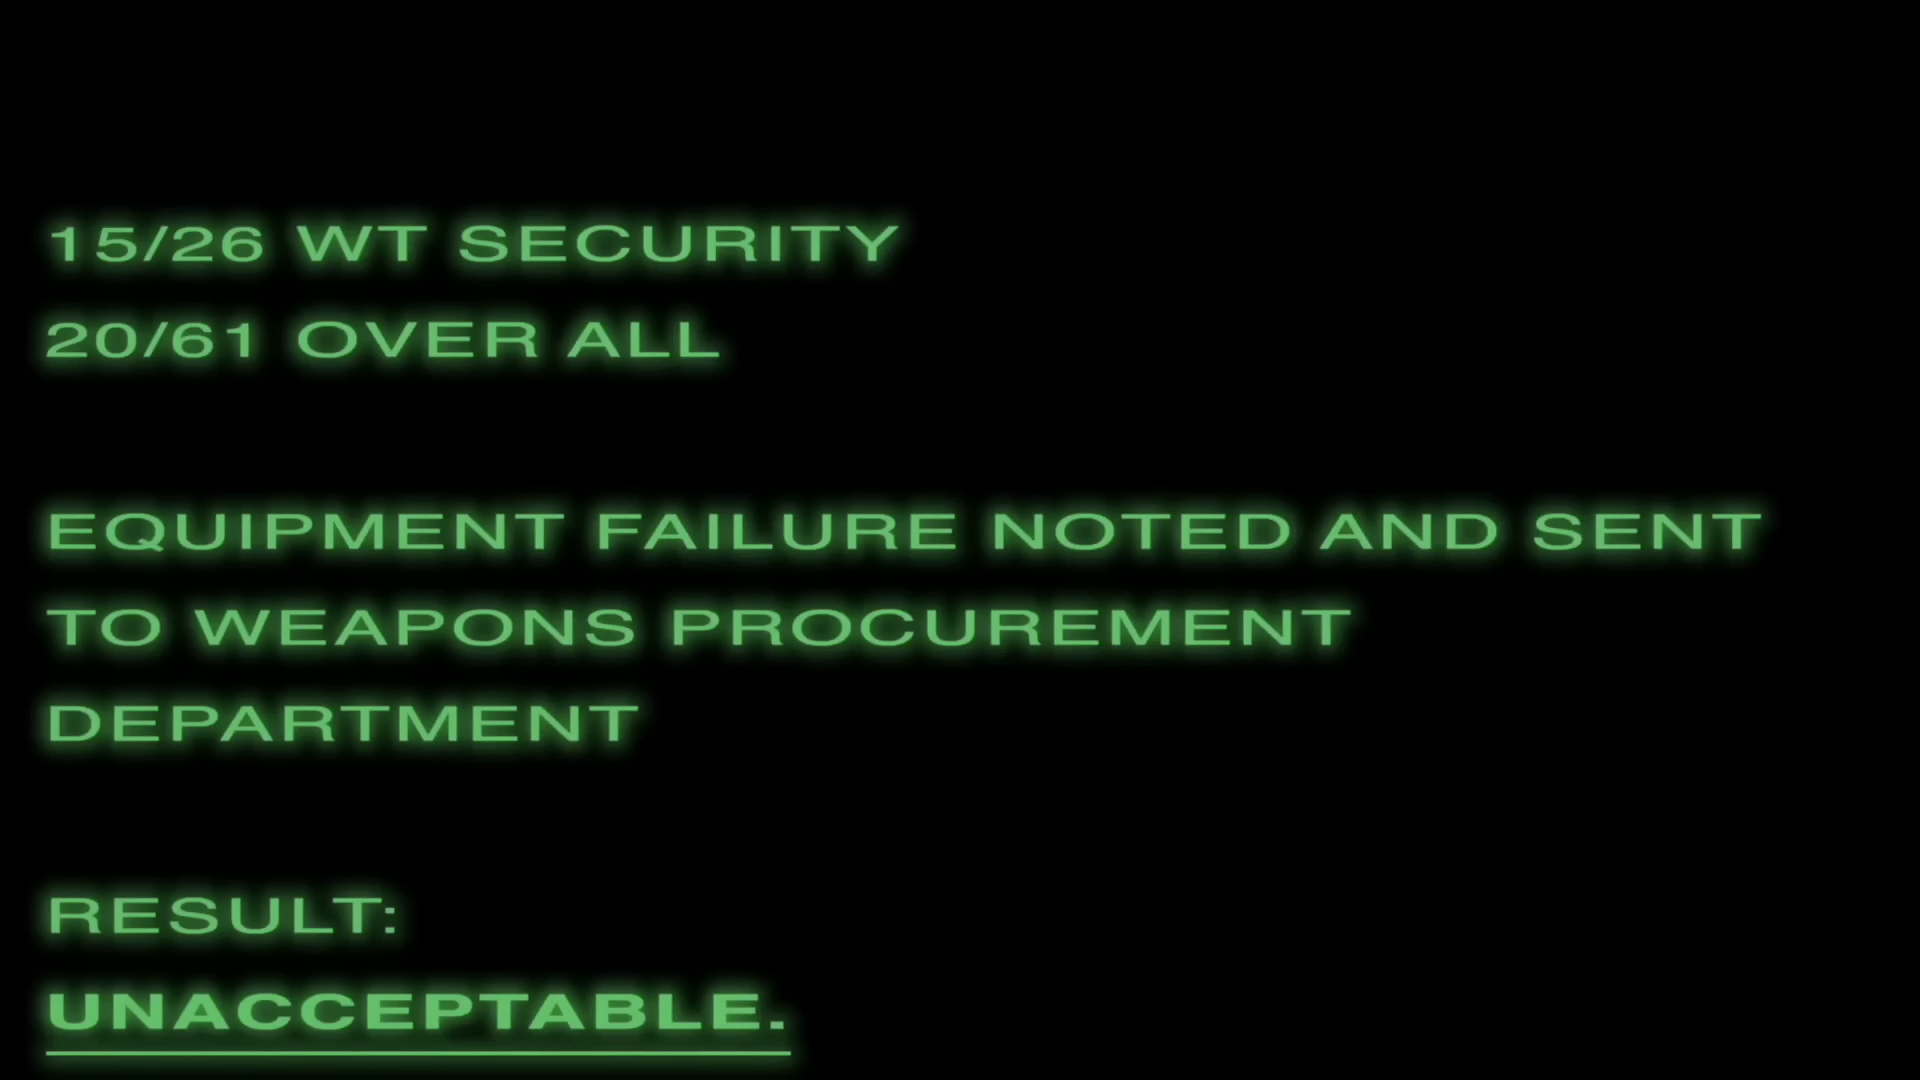 15/26 WT SECURITY
20/61 OVER ALL
EQUIPMENT FAILURE NOTED AND SENT
TO WEAPONS PROCUREMENT
DEPARTMENT
RESULT:
UNACCEPTABLE.